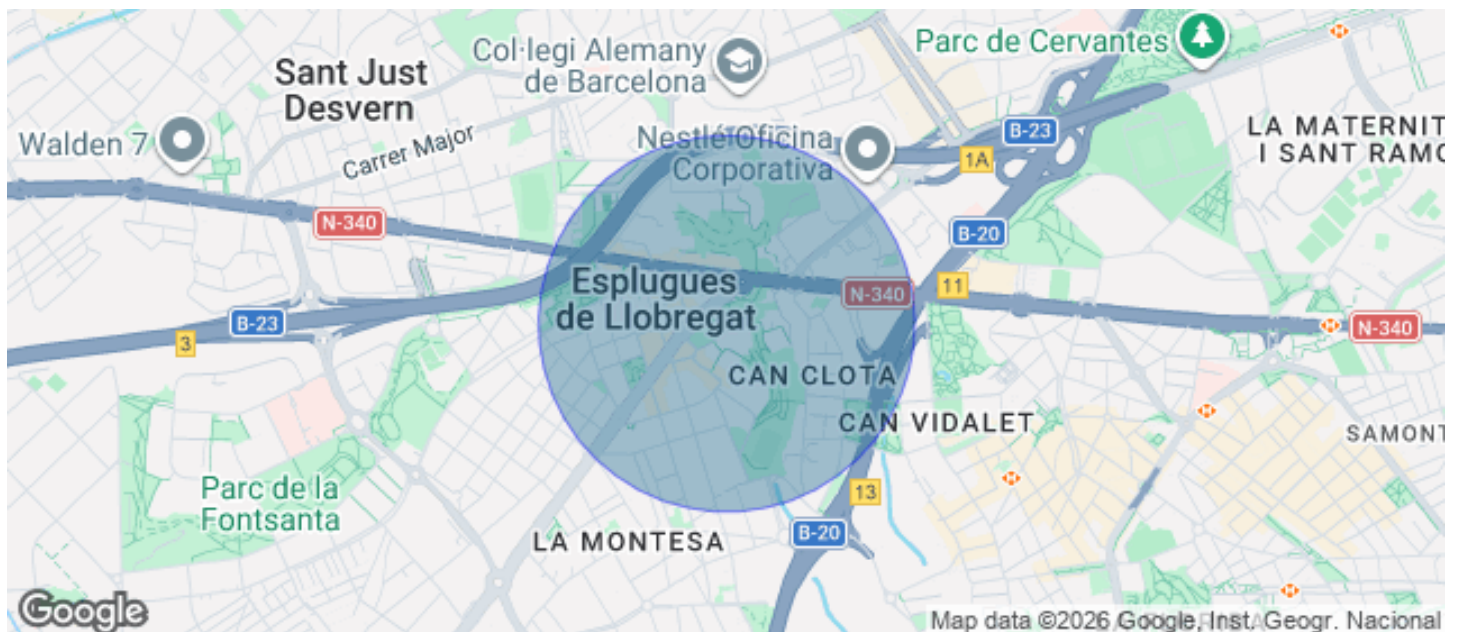 Col·legi Alemany
de Barcelona
Parc de Cervantes
Sant Just
Desvern
Walden 7
Carrer Major
Nestlé Oficina
Corporativa
B-23
1A
LA MATERNIT
I SANT RAMO
N-340
B-20
Esplugues
de Llobregat
N-340
11
B-23
3
N-340
CAN CLOTA
CAN VIDALET
SAMONT
Parc de la
Fontsanta
13
LA MONTESA
B-20
Google
Map data ©2026 Google, Inst. Geogr. Nacional